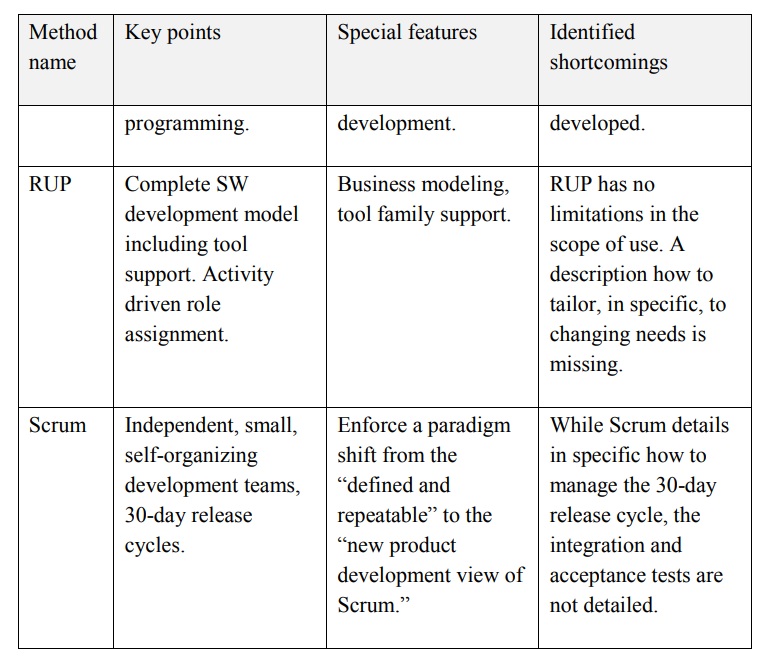 Method name
Key points
Special features
Identified shortcomings
programming.
development.
developed.
RUP
Complete SW
development model
including tool
support. Activity
driven role
assignment.
Business modeling,
tool family support.
RUP has no
limitations in the
scope of use. A
description how to
tailor, in specific, to
changing needs is
missing.
Scrum
Independent, small,
self-organizing
development teams,
30-day release
cycles.
Enforce a paradigm
shift from the
“defined and
repeatable” to the
“new product
development view of
Scrum.”
While Scrum details
in specific how to
manage the 30-day
release cycle, the
integration and
acceptance tests are
not detailed.